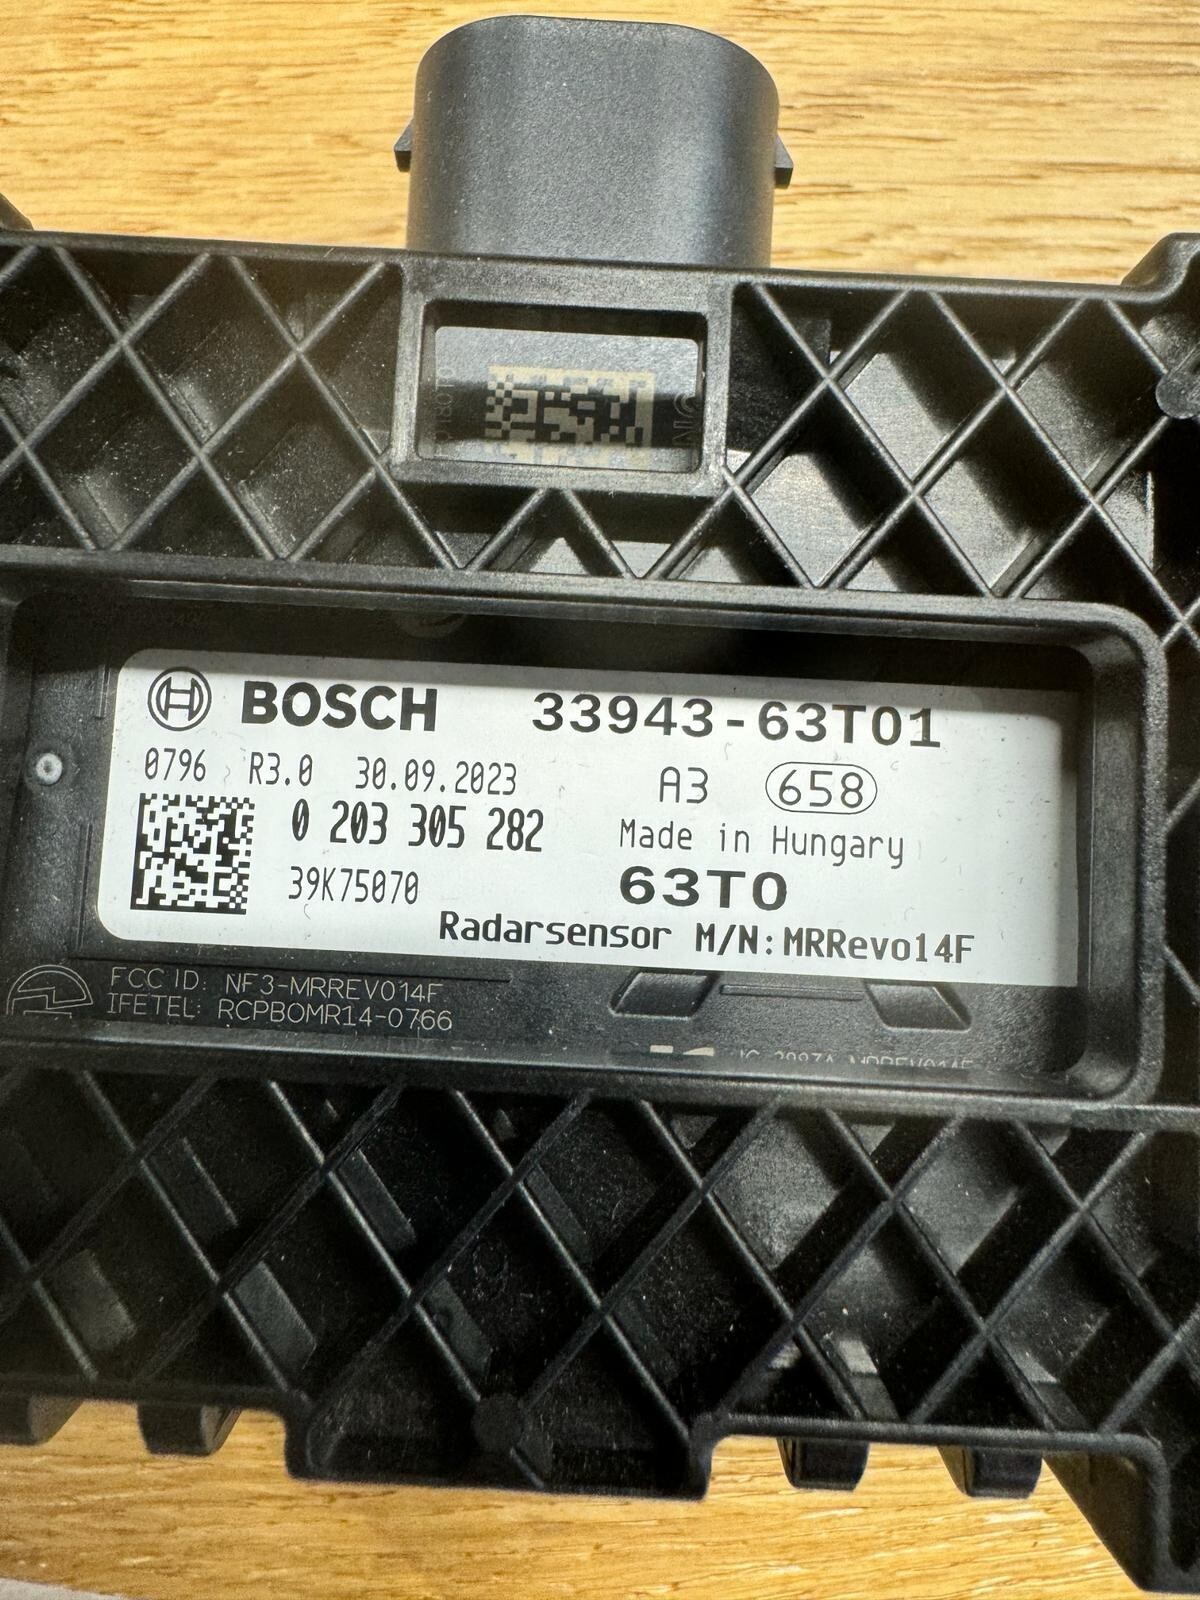 BOSCH 33943-63T01
0796 R3.0 30.09.2023 A3 658
0 203 305 282 Made in Hungary
39K75070 63T0
Radarsensor M/N:MRRevo14F
FCC ID: NF3-MRREVO14F
IFETEL: RCPBOMR14-0766